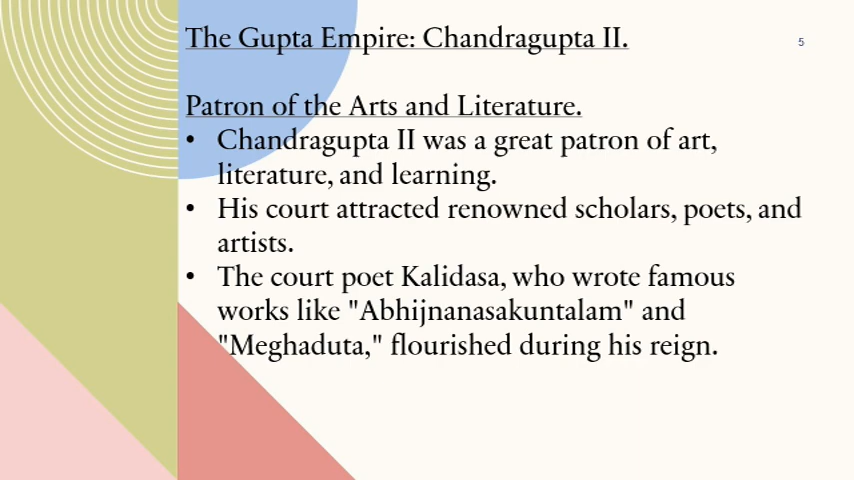 The Gupta Empire: Chandragupta II.
5
Patron of the Arts and Literature.
• Chandragupta II was a great patron of art,
literature, and learning.
• His court attracted renowned scholars, poets, and
artists.
• The court poet Kalidasa, who wrote famous
works like "Abhijnanasakuntalam" and
"Meghaduta," flourished during his reign.